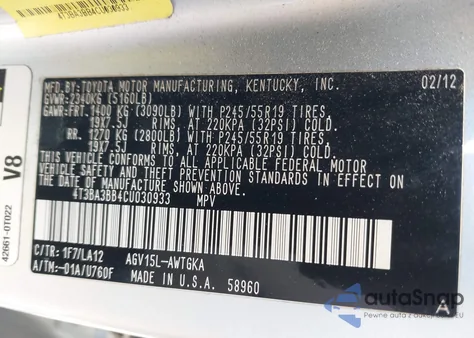 4T3BA3BB4CU030933
MFD. BY: TOYOTA MOTOR MANUFACTURING, KENTUCKY, INC. 02/12
GVWR: 2340KG (5160LB)
GAWR: FRT. 1400 KG (3090LB) WITH P245/55R19 TIRES,
19X7.5J RIMS, AT 220KPA (32PSI) COLD.
RR. 1270 KG (2800LB) WITH P245/55R19 TIRES,
19X7.5J RIMS, AT 220KPA (32PSI) COLD.
THIS VEHICLE CONFORMS TO ALL APPLICABLE FEDERAL MOTOR
VEHICLE SAFETY AND THEFT PREVENTION STANDARDS IN
EFFECT ON THE DATE OF MANUFACTURE SHOWN ABOVE.
4T3BA3BB4CU030933 MPV
C/TR: 1F7/LA12 AGV15L-AWTGKA
A/TM:-01A/U760F MADE IN U.S.A. 58960 A
V8
42661-0T022
autoSnap